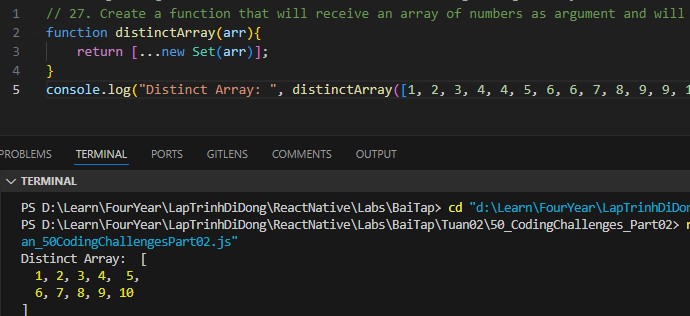 1 // 27. Create a function that will receive an array of numbers as argument and will
2 function distinctArray(arr){
3 return [...new Set(arr)];
4 }
5 console.log("Distinct Array: ", distinctArray([1, 2, 3, 4, 4, 5, 6, 6, 7, 8, 9, 9, 1
PROBLEMS TERMINAL PORTS GITLENS COMMENTS OUTPUT
TERMINAL
PS D:\Learn\FourYear\LapTrinhDiDong\ReactNative\Labs\BaiTap> cd "d:\Learn\FourYear\LapTrinhDiDon
PS D:\Learn\FourYear\LapTrinhDiDong\ReactNative\Labs\BaiTap\Tuan02\50_CodingChallenges_Part02>
an_50CodingChallengesPart02.js"
Distinct Array:  [
1, 2, 3, 4,  5,
6, 7, 8, 9, 10
]